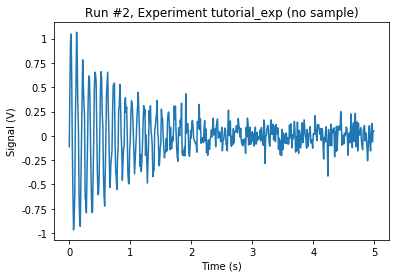 Run #2, Experiment tutorial_exp (no sample)
1
0.75
0.5
0.25
0
-0.25
-0.5
-0.75
-1
Signal (V)
0 1 2 3 4 5
Time (s)